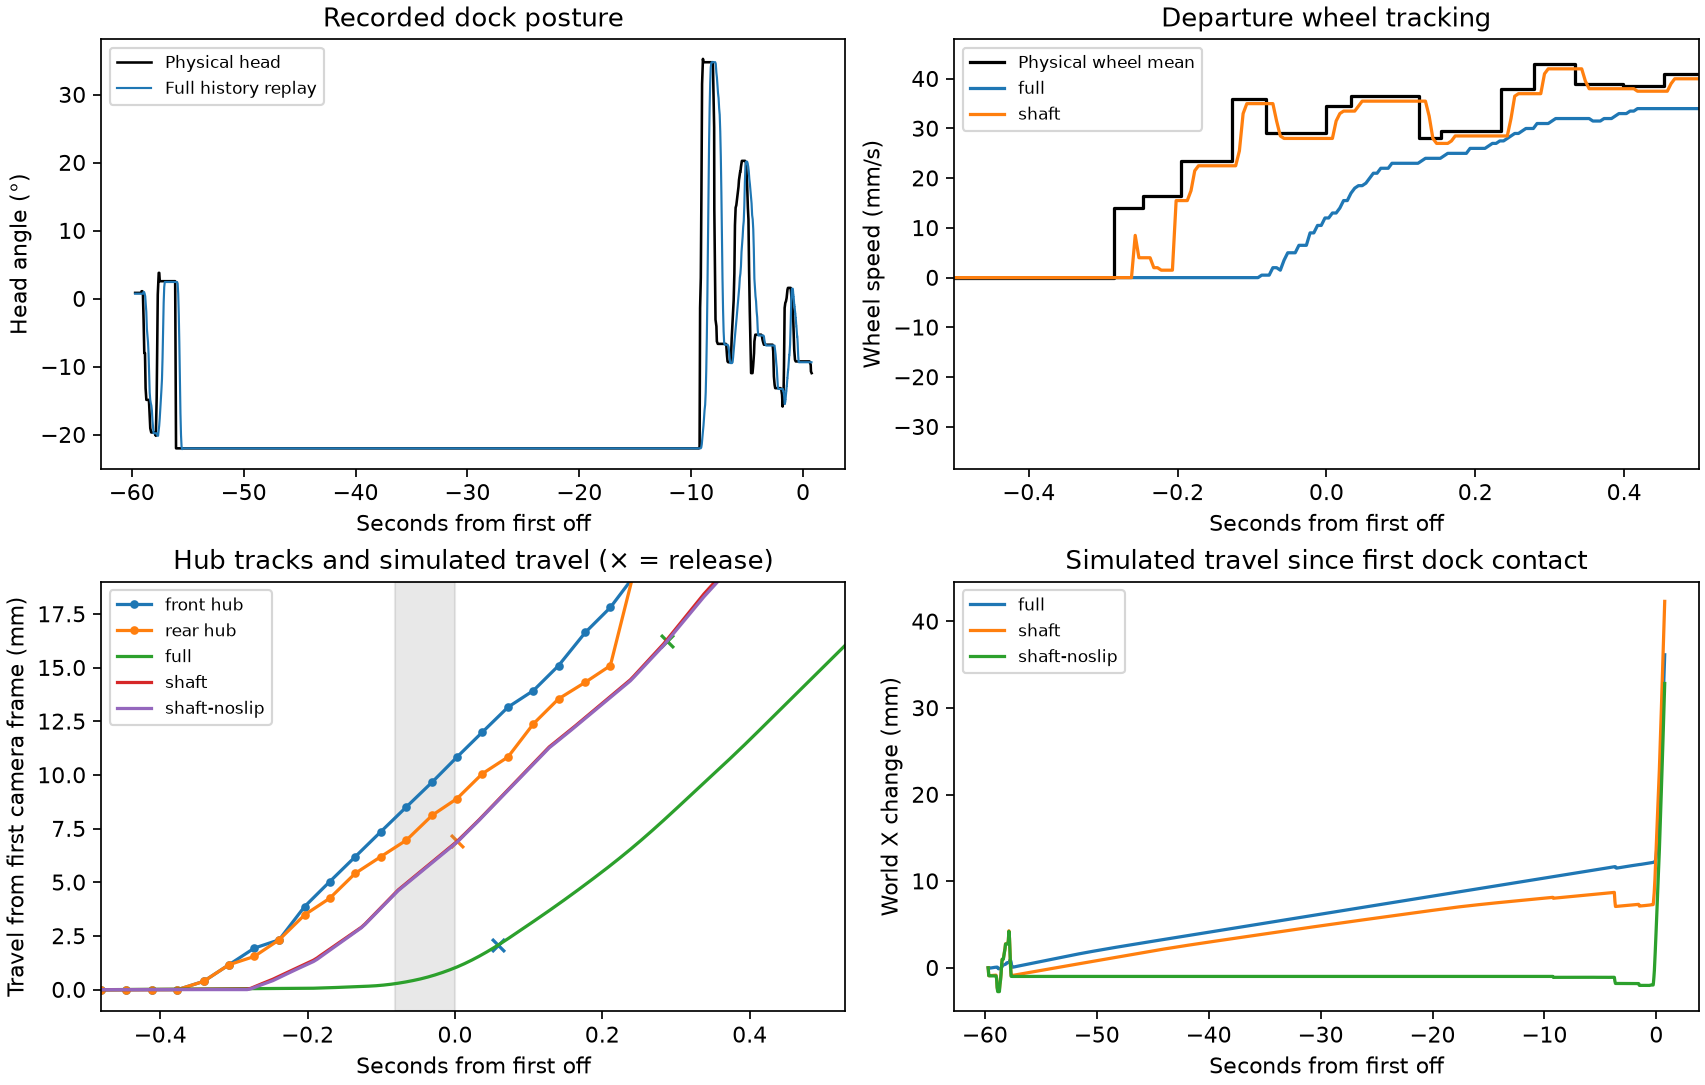 Recorded dock posture
Physical head
Full history replay
30
20
10
0
−10
−20
Head angle (°)
−60
−50
−40
−30
−20
−10
0
Seconds from first off
Departure wheel tracking
Physical wheel mean
full
shaft
40
30
20
10
0
−10
−20
−30
Wheel speed (mm/s)
−0.4
−0.2
0.0
0.2
0.4
Seconds from first off
Hub tracks and simulated travel (× = release)
front hub
rear hub
full
shaft
shaft-noslip
17.5
15.0
12.5
10.0
7.5
5.0
2.5
0.0
Travel from first camera frame (mm)
−0.4
−0.2
0.0
0.2
0.4
Seconds from first off
Simulated travel since first dock contact
full
shaft
shaft-noslip
40
30
20
10
0
World X change (mm)
−60
−50
−40
−30
−20
−10
0
Seconds from first off